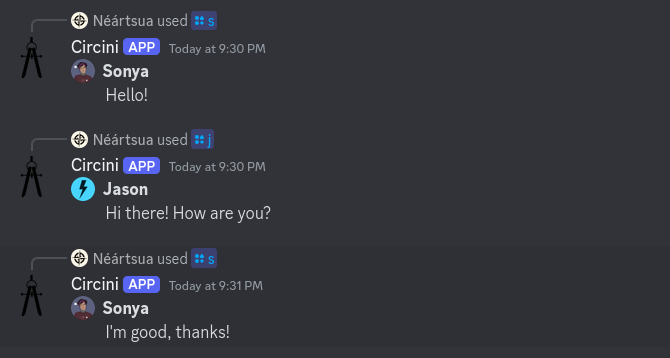 Néártsua used s
Circini APP Today at 9:30 PM
Sonya
Hello!
Néártsua used j
Circini APP Today at 9:30 PM
Jason
Hi there! How are you?
Néártsua used s
Circini APP Today at 9:31 PM
Sonya
I'm good, thanks!